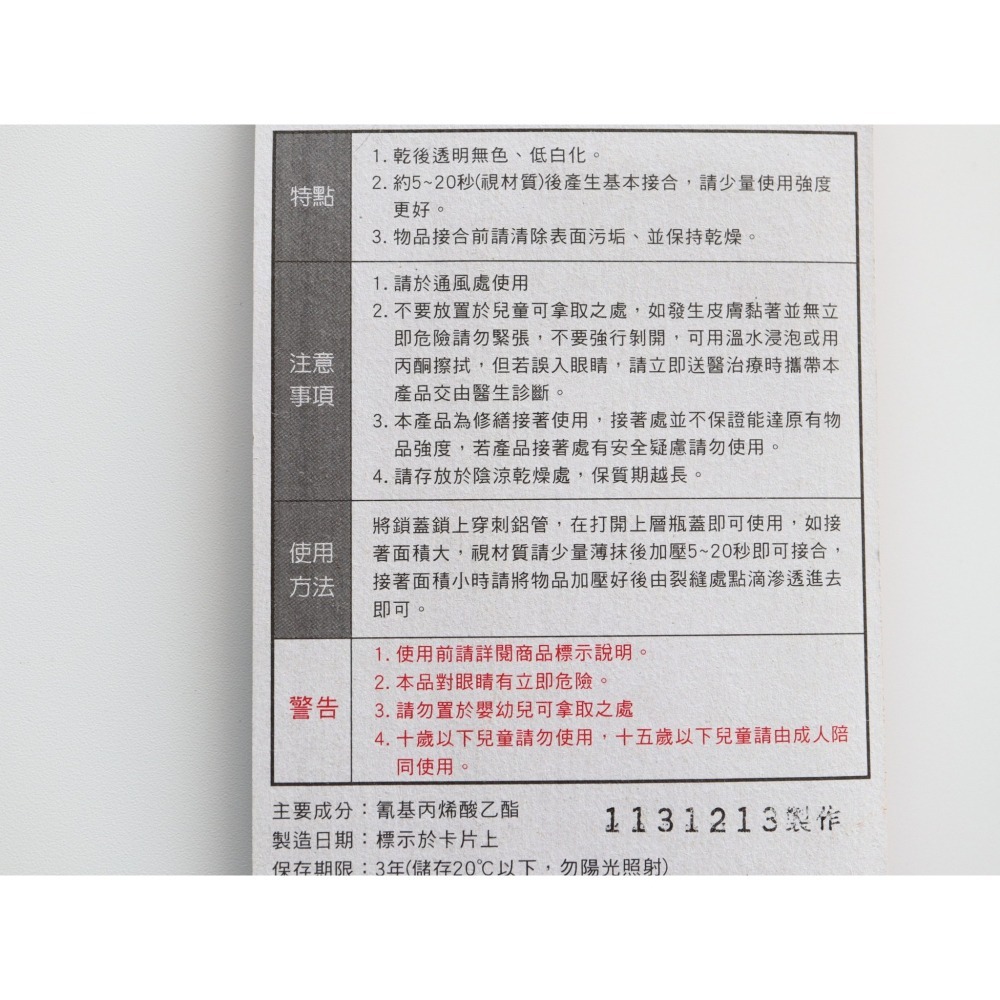 特點
1. 乾後透明無色、低白化。
2. 約5~20秒(視材質)後產生基本接合，請少量使用強度
更好。
3. 物品接合前請清除表面污垢、並保持乾燥。
注意
事項
1. 請於通風處使用
2. 不要放置於兒童可拿取之處，如發生皮膚黏著並無立
即危險請勿緊張，不要強行剝開，可用溫水浸泡或用
丙酮擦拭，但若誤入眼睛，請立即送醫治療時攜帶本
產品交由醫生診斷。
3. 本產品為修繕接著使用，接著處並不保證能達原有物
品強度，若產品接著處有安全疑慮請勿使用。
4. 請存放於陰涼乾燥處，保質期越長。
使用
方法
將鎖蓋鎖上穿刺鋁管，在打開上層瓶蓋即可使用，如接
著面積大，視材質請少量薄抹後加壓5~20秒即可接合，
接著面積小時請將物品加壓好後由裂縫處點滴滲透進去
即可。
警告
1. 使用前請詳閱商品標示說明。
2. 本品對眼睛有立即危險。
3. 請勿置於嬰幼兒可拿取之處
4. 十歲以下兒童請勿使用，十五歲以下兒童請由成人陪
同使用。
主要成分：氰基丙烯酸乙酯
1131213製作
製造日期：標示於卡片上
保存期限：3年(儲存20℃以下，勿陽光照射)